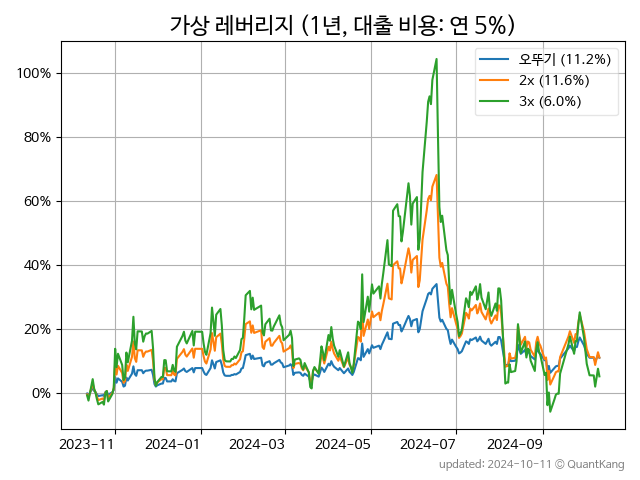 가상 레버리지 (1년, 대출 비용: 연 5%)
오뚜기 (11.2%)
2x (11.6%)
3x (6.0%)
100%
80%
60%
40%
20%
0%
2023-11 2024-01 2024-03 2024-05 2024-07 2024-09
updated: 2024-10-11 © QuantKang